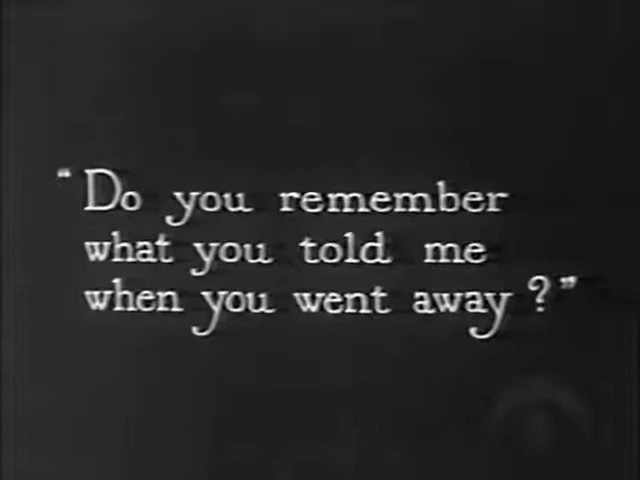 “Do you remember
what you told me
when you went away?”